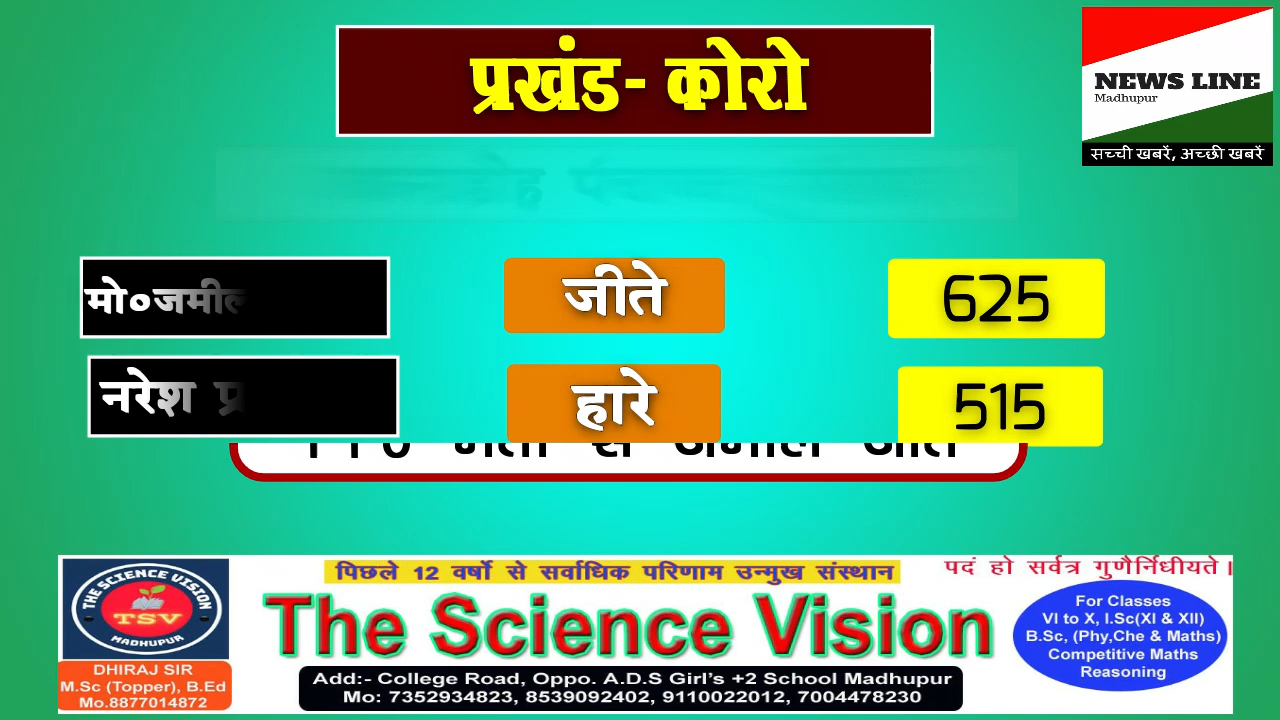 प्रखंड- कोरो
NEWS LINE
Madhupur
सच्ची खबरें, अच्छी खबरें
मो०जमील
जीते
625
नरेश
हारे
515
पिछले 12 वर्षो से सर्वाधिक परिणाम उन्मुख संस्थान
पदं हो सर्वत्र गुणैर्निधीयते।
THE SCIENCE VISION
TSV
MADHUPUR
The Science Vision
For Classes
VI to X, I.Sc(XI & XII)
B.Sc, (Phy,Che & Maths)
Competitive Maths
Reasoning
DHIRAJ SIR
M.Sc (Topper), B.Ed
Mo.8877014872
Add:- College Road, Oppo. A.D.S Girl's +2 School Madhupur
Mo: 7352934823, 8539092402, 9110022012, 7004478230